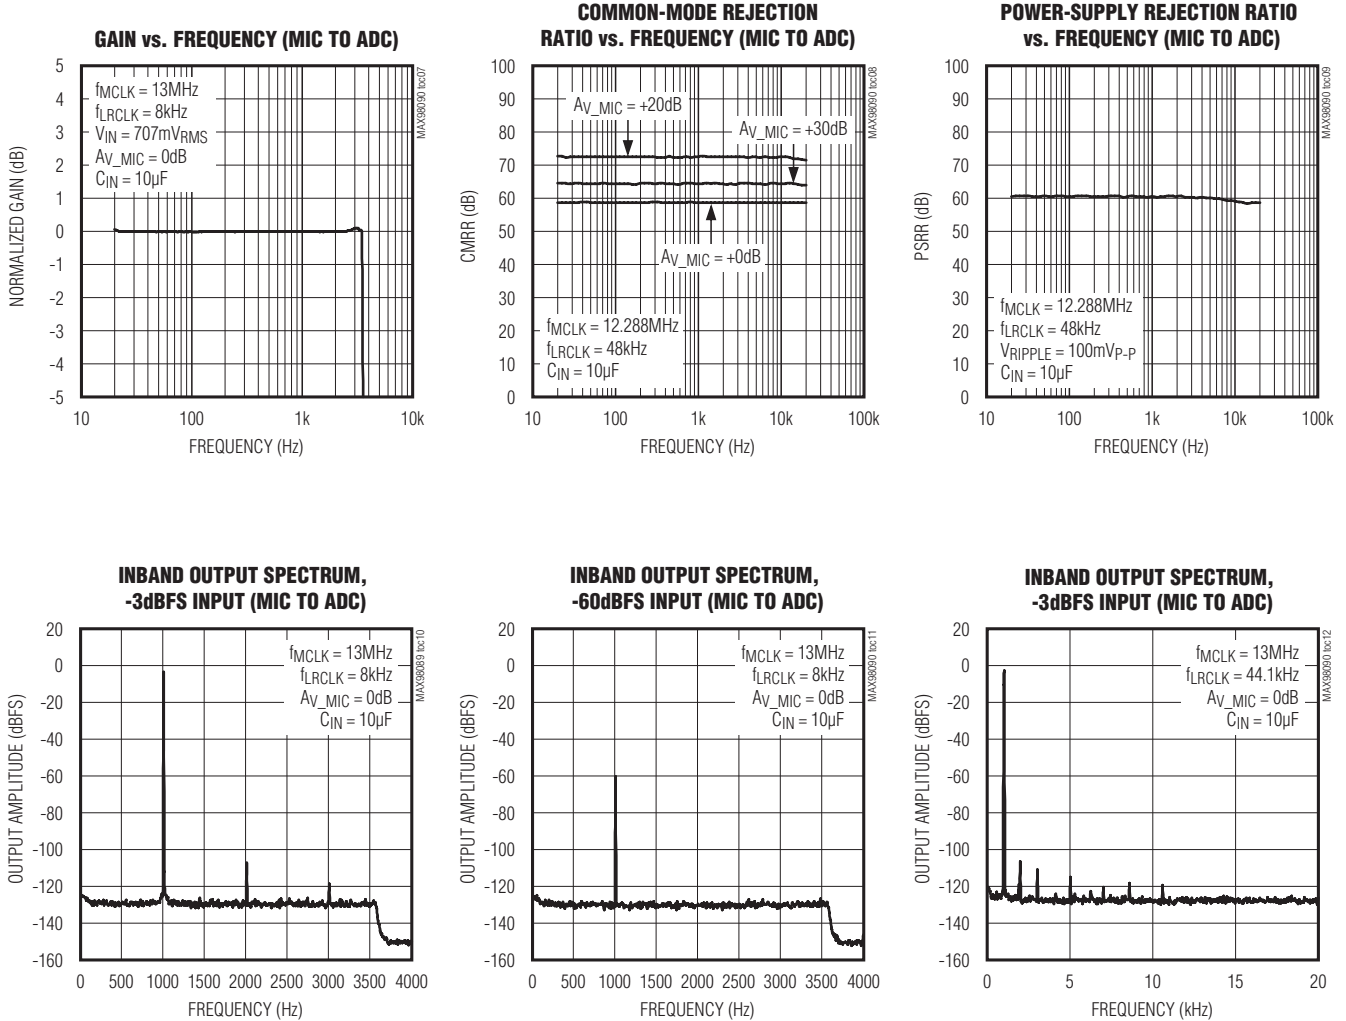 GAIN vs. FREQUENCY (MIC TO ADC)
5
4
3
2
1
0
-1
-2
-3
-4
-5
NORMALIZED GAIN (dB)
fMCLK = 13MHz
fLRCLK = 8kHz
VIN = 707mVRMS
AV_MIC = 0dB
CIN = 10µF
MAX98090 toc07
10 100 1k 10k
FREQUENCY (Hz)
COMMON-MODE REJECTION
RATIO vs. FREQUENCY (MIC TO ADC)
100
90
80
70
60
50
40
30
20
10
0
CMRR (dB)
AV_MIC = +20dB
AV_MIC = +30dB
AV_MIC = +0dB
fMCLK = 12.288MHz
fLRCLK = 48kHz
CIN = 10µF
MAX98090 toc08
10 100 1k 10k 100k
FREQUENCY (Hz)
POWER-SUPPLY REJECTION RATIO
vs. FREQUENCY (MIC TO ADC)
100
90
80
70
60
50
40
30
20
10
0
PSRR (dB)
fMCLK = 12.288MHz
fLRCLK = 48kHz
VRIPPLE = 100mVP-P
CIN = 10µF
MAX98090 toc09
10 100 1k 10k 100k
FREQUENCY (Hz)
INBAND OUTPUT SPECTRUM,
-3dBFS INPUT (MIC TO ADC)
20
0
-20
-40
-60
-80
-100
-120
-140
-160
OUTPUT AMPLITUDE (dBFS)
fMCLK = 13MHz
fLRCLK = 8kHz
AV_MIC = 0dB
CIN = 10µF
MAX98089 toc10
0 500 1000 1500 2000 2500 3000 3500 4000
FREQUENCY (Hz)
INBAND OUTPUT SPECTRUM,
-60dBFS INPUT (MIC TO ADC)
20
0
-20
-40
-60
-80
-100
-120
-140
-160
OUTPUT AMPLITUDE (dBFS)
fMCLK = 13MHz
fLRCLK = 8kHz
AV_MIC = 0dB
CIN = 10µF
MAX98090 toc11
0 500 1000 1500 2000 2500 3000 3500 4000
FREQUENCY (Hz)
INBAND OUTPUT SPECTRUM,
-3dBFS INPUT (MIC TO ADC)
20
0
-20
-40
-60
-80
-100
-120
-140
-160
OUTPUT AMPLITUDE (dBFS)
fMCLK = 13MHz
fLRCLK = 44.1kHz
AV_MIC = 0dB
CIN = 10µF
MAX98090 toc12
0 5 10 15 20
FREQUENCY (kHz)